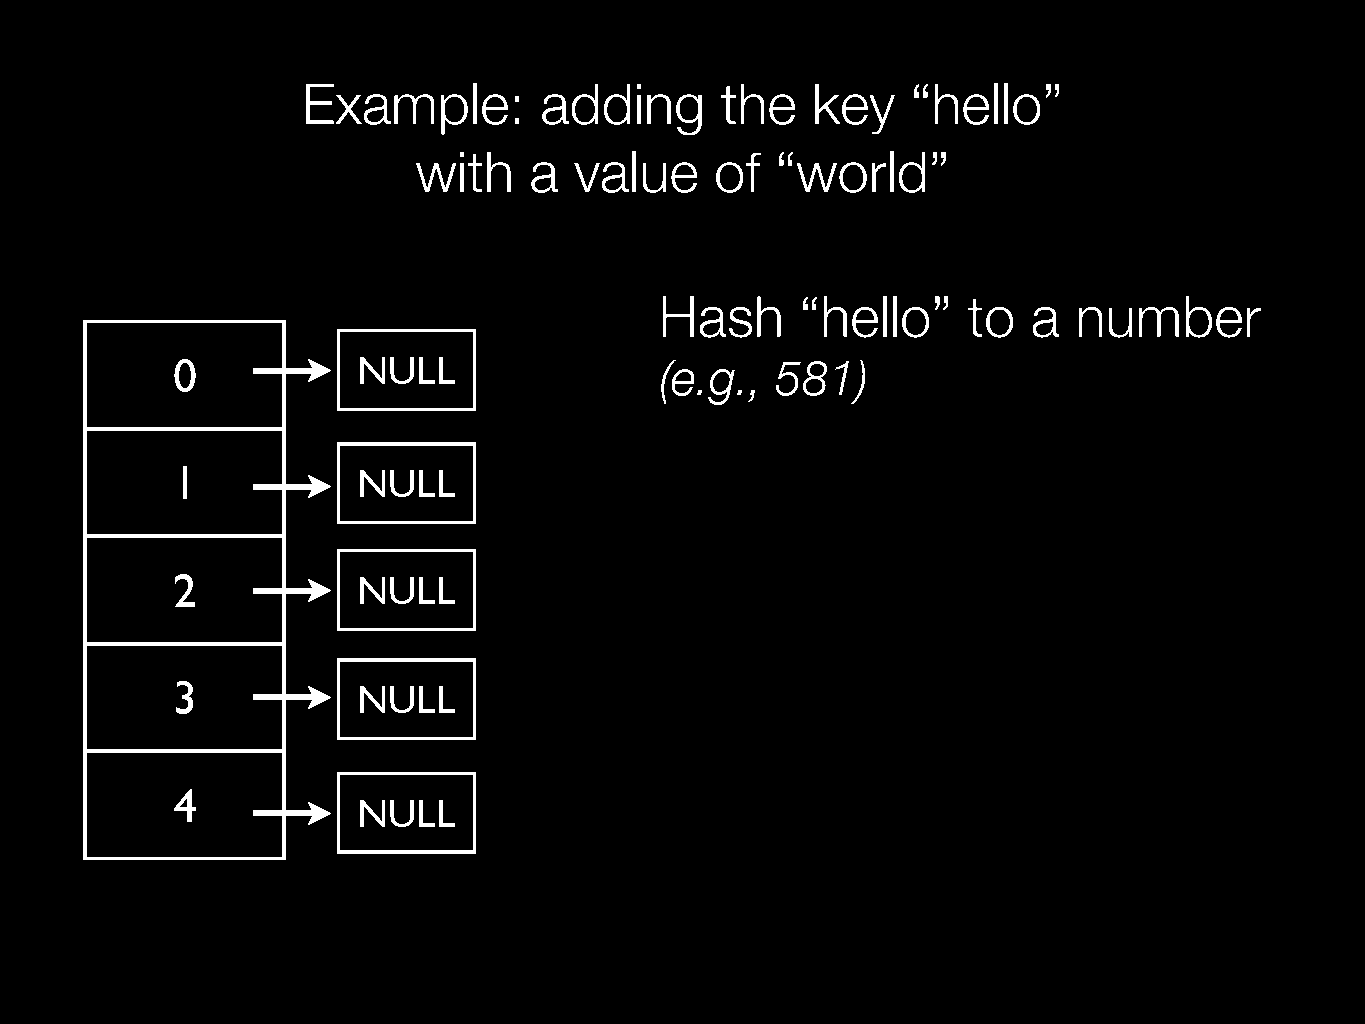 Example: adding the key “hello”
with a value of “world”
Hash “hello” to a number
(e.g., 581)
0 NULL
1 NULL
2 NULL
3 NULL
4 NULL